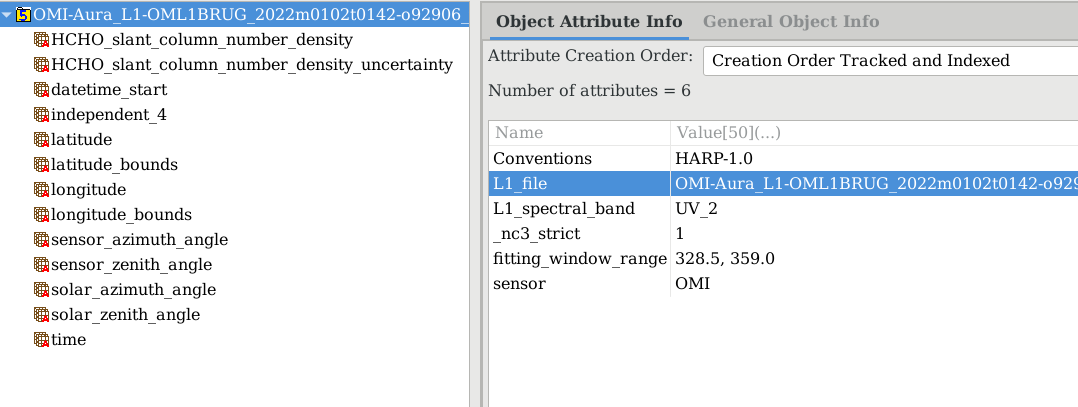 OMI-Aura_L1-OML1BRUG_2022m0102t0142-o92906_
HCHO_slant_column_number_density
HCHO_slant_column_number_density_uncertainty
datetime_start
independent_4
latitude
latitude_bounds
longitude
longitude_bounds
sensor_azimuth_angle
sensor_zenith_angle
solar_azimuth_angle
solar_zenith_angle
time
Object Attribute Info General Object Info
Attribute Creation Order: Creation Order Tracked and Indexed
Number of attributes = 6
Name Value[50](...)
Conventions HARP-1.0
L1_file OMI-Aura_L1-OML1BRUG_2022m0102t0142-o929
L1_spectral_band UV_2
_nc3_strict 1
fitting_window_range 328.5, 359.0
sensor OMI